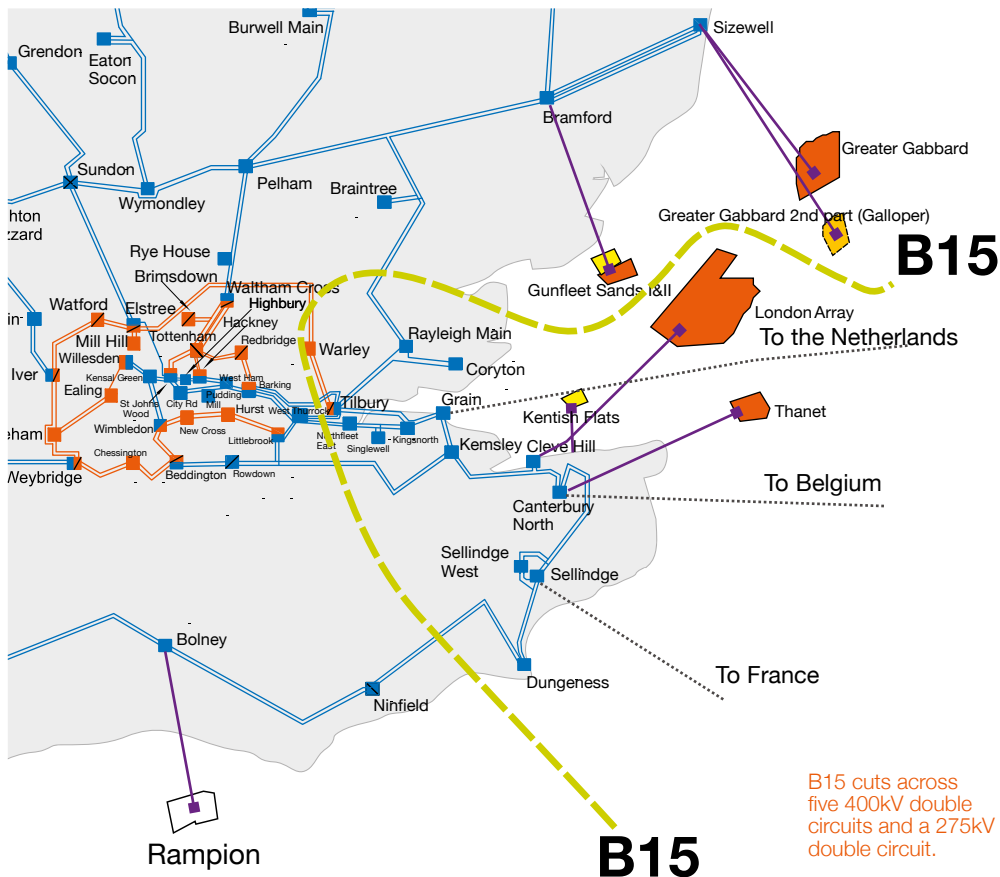 Burwell Main
Sizewell
Grendon
Eaton
Socon
Bramford
Greater Gabbard
Sundon
Pelham
Braintree
Wymondley
hton
zzard
Greater Gabbard 2nd part (Galloper)
B15
Rye House
Brimsdown
Waltham Cross
Gunfleet Sands I&II
Highbury
Watford
Elstree
Hackney
London Array
in-
Mill Hill
Tottenham
Redbridge
Rayleigh Main
To the Netherlands
Warley
Willesden
Iver
Kensal Green
West Ham
Barking
Coryton
Ealing
St Johns
Wood
City Rd
Pudding
Mill
West Thurrock
Tilbury
Grain
Kentish Flats
Thanet
Hurst
Wimbledon
New Cross
Littlebrook
Northfleet
East
Singlewell
Kingsnorth
eham
Chessington
Kemsley
Cleve Hill
Weybridge
Beddington
Rowdown
To Belgium
Canterbury
North
Sellindge
West
Sellindge
Bolney
To France
Dungeness
Ninfield
B15 cuts across
five 400kV double
circuits and a 275kV
double circuit.
Rampion
B15